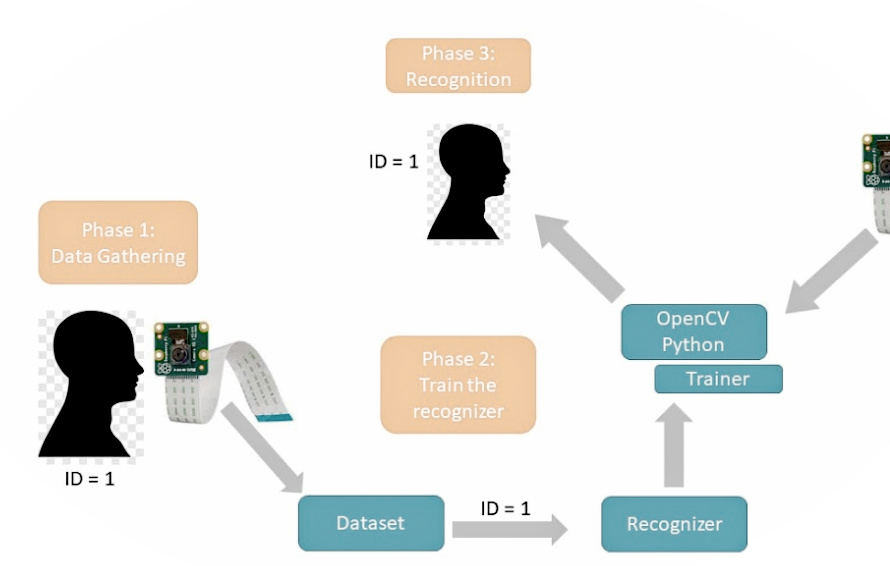 Phase 3:
Recognition
ID = 1
Phase 1:
Data Gathering
OpenCV
Python
Trainer
Phase 2:
Train the
recognizer
ID = 1
Dataset
ID = 1
Recognizer